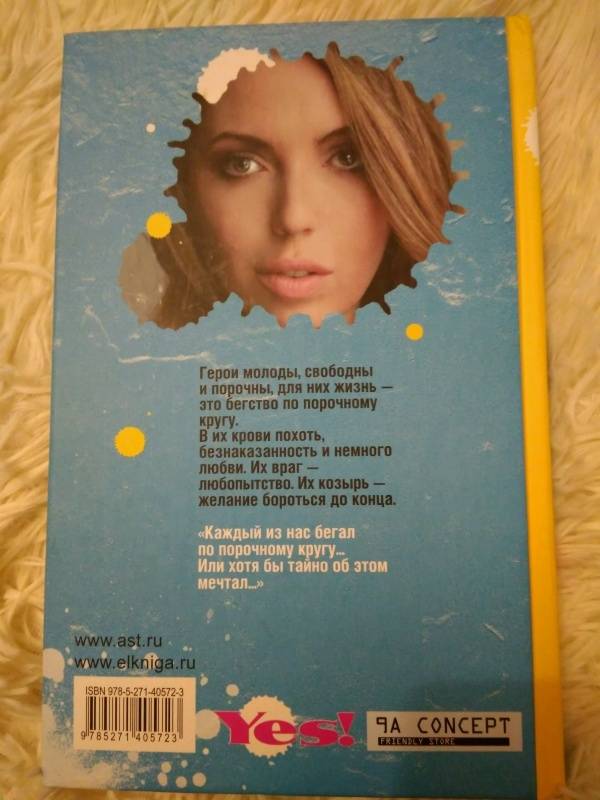 Герои молоды, свободны
и порочны, для них жизнь –
это бегство по порочному
кругу.
В их крови похоть,
безнаказанность и немного
любви. Их враг –
любопытство. Их козырь –
желание бороться до конца.
«Каждый из нас бегал
по порочному кругу...
Или хотя бы тайно об этом
мечтал...»
www.ast.ru
www.elkniga.ru
ISBN 978-5-271-40572-3
9 785271 405723
Yes!
9A CONCEPT
FRIENDLY STORE